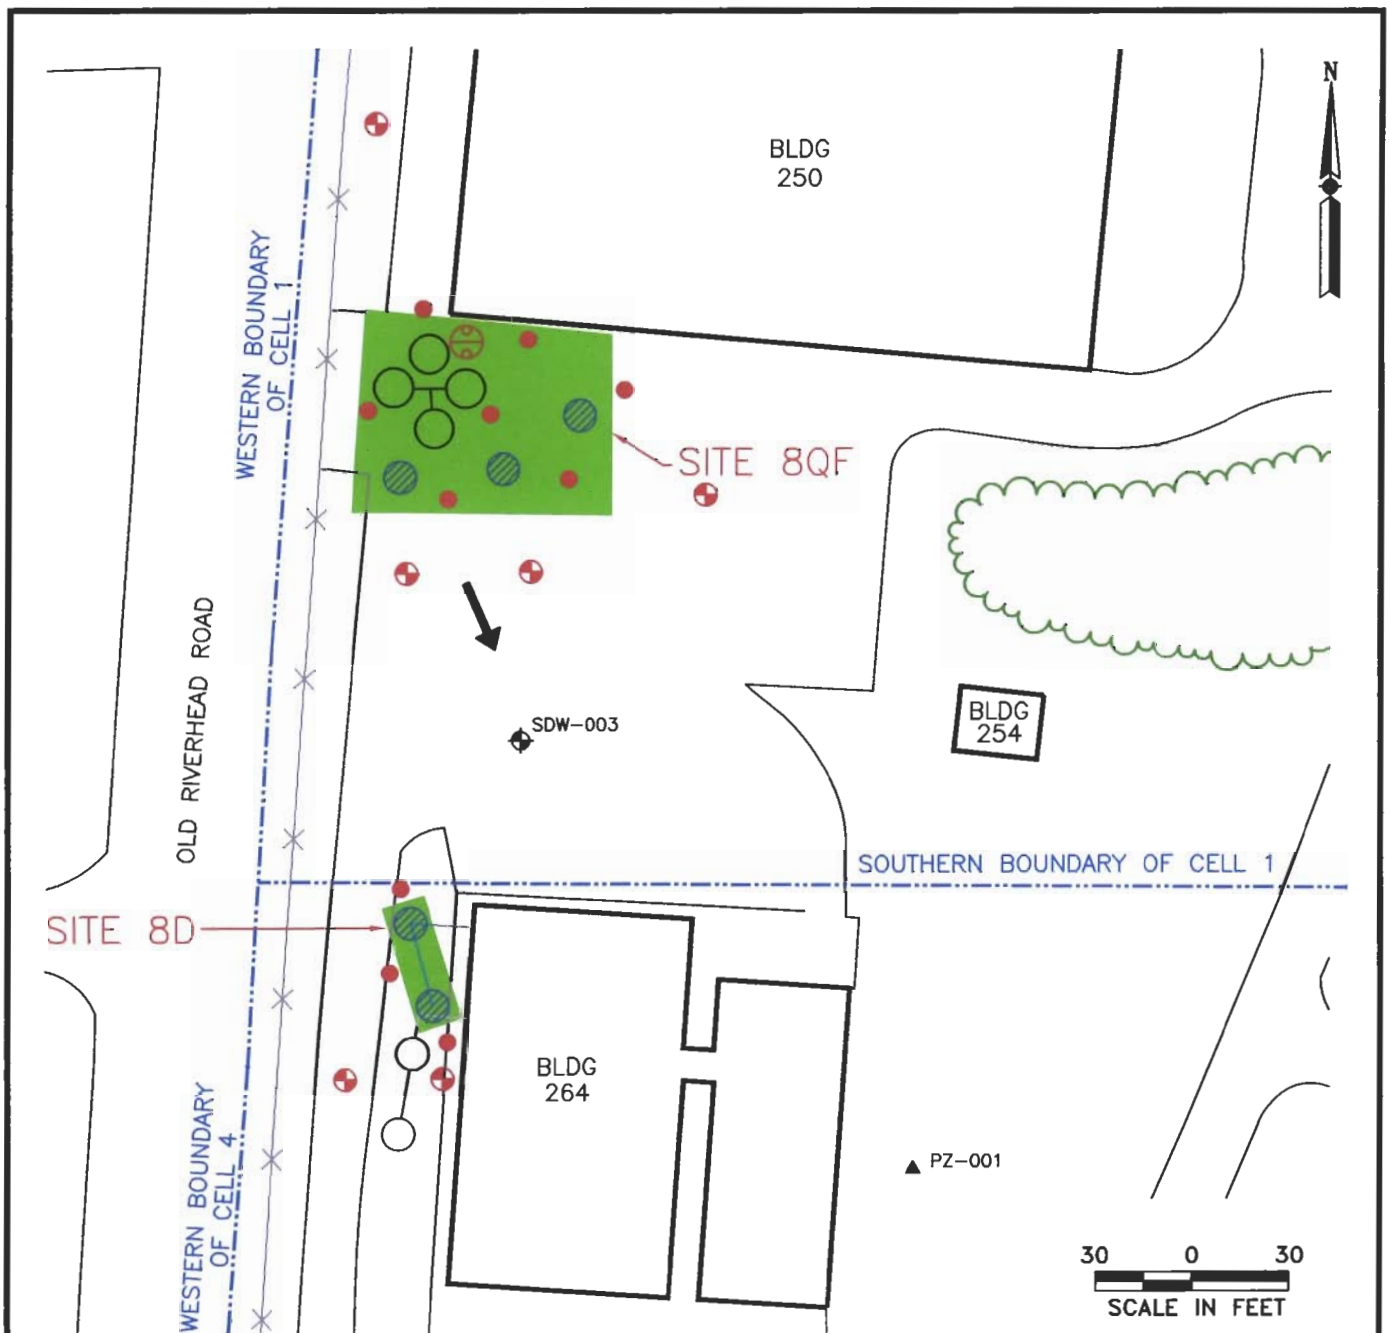 N
BLDG
250
WESTERN BOUNDARY
OF CELL 1
SITE 8QF
OLD RIVERHEAD ROAD
SDW-003
BLDG
254
SOUTHERN BOUNDARY OF CELL 1
SITE 8D
BLDG
264
WESTERN BOUNDARY
OF CELL 4
PZ-001
30 0 30
SCALE IN FEET